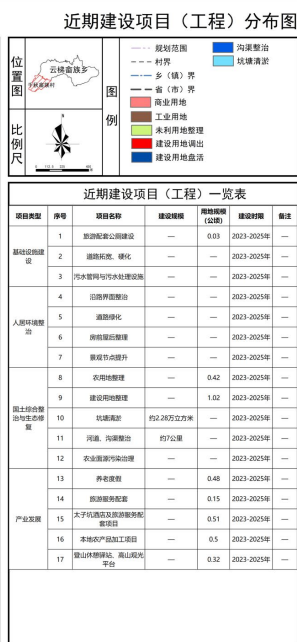 近期建设项目（工程）分布图
位置图
云梯畲族乡
千秋畲族村
比例尺
图例
规划范围
村界
乡（镇）界
省（市）界
商业用地
工业用地
未利用地整理
建设用地调出
建设用地盘活
沟渠整治
坑塘清淤
近期建设项目（工程）一览表
项目类型 序号 项目名称 建设规模 用地规模（公顷） 建设时限 备注
基础设施建设
1 旅游配套公厕建设 — 0.03 2023-2025年 —
2 道路拓宽、硬化 — — 2023-2025年 —
3 污水管网与污水处理设施 — — 2023-2025年 —
人居环境整治
4 沿路界面整治 — — 2023-2025年 —
5 道路绿化 — — 2023-2025年 —
6 房前屋后整理 — — 2023-2025年 —
7 景观节点提升 — — 2023-2025年 —
国土综合整治与生态修复
8 农用地整理 — 0.42 2023-2025年 —
9 建设用地整理 — 1.02 2023-2025年 —
10 坑塘清淤 约2.28万立方米 — 2023-2025年 —
11 河道、沟渠整治 约7公里 — 2023-2025年 —
12 农业面源污染治理 — — 2023-2025年 —
产业发展
13 养老度假 — 0.48 2023-2025年 —
14 旅游服务配套 — 0.15 2023-2025年 —
15 太子坑酒店及旅游服务配套项目 — 0.51 2023-2025年 —
16 本地农产品加工项目 — 0.5 2023-2025年 —
17 登山休憩驿站、高山观光平台 — 0.32 2023-2025年 —